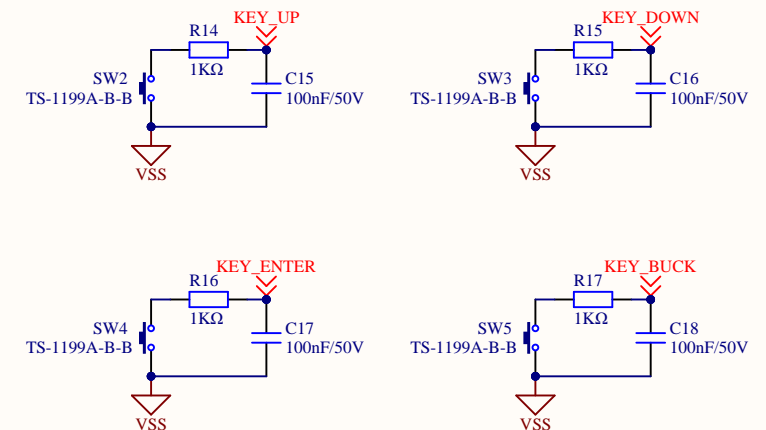 KEY_UP
R14
1KΩ
SW2
TS-1199A-B-B
C15
100nF/50V
VSS
KEY_DOWN
R15
1KΩ
SW3
TS-1199A-B-B
C16
100nF/50V
VSS
KEY_ENTER
R16
1KΩ
SW4
TS-1199A-B-B
C17
100nF/50V
VSS
KEY_BUCK
R17
1KΩ
SW5
TS-1199A-B-B
C18
100nF/50V
VSS